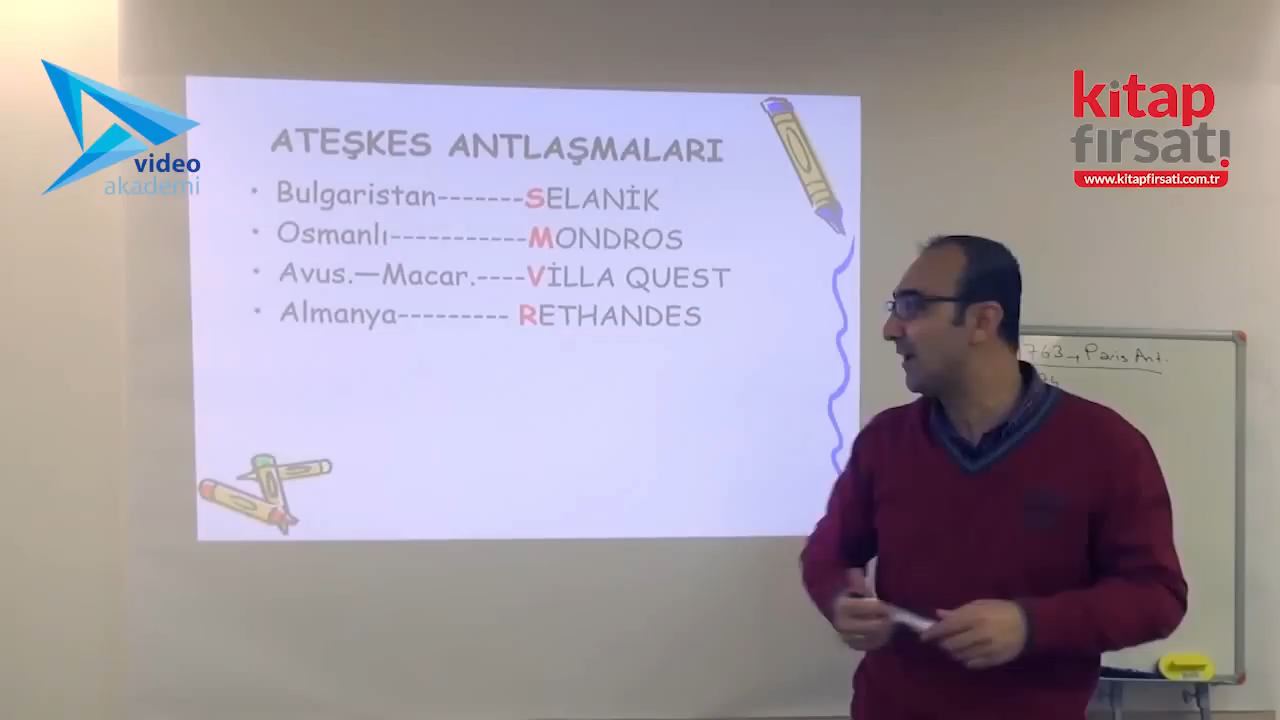 video
akademi
kitap
fırsatı
www.kitapfirsati.com.tr
ATEŞKES ANTLAŞMALARI
• Bulgaristan-------SELANİK
• Osmanlı-----------MONDROS
• Avus.—Macar.----VİLLA QUEST
• Almanya--------- RETHANDES
763 → Paris Ant.